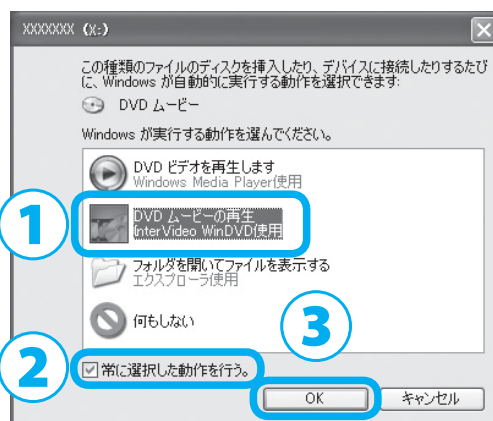 XXXXXXX (X:)
この種類のファイルのディスクを挿入したり、デバイスに接続したりするたび
に、Windows が自動的に実行する動作を選択できます:
DVD ムービー
Windows が実行する動作を選んでください。
DVD ビデオを再生します
Windows Media Player使用
1
DVD ムービーの再生
InterVideo WinDVD使用
フォルダを開いてファイルを表示する
エクスプローラ使用
何もしない
3
2
常に選択した動作を行う。
OK
キャンセル